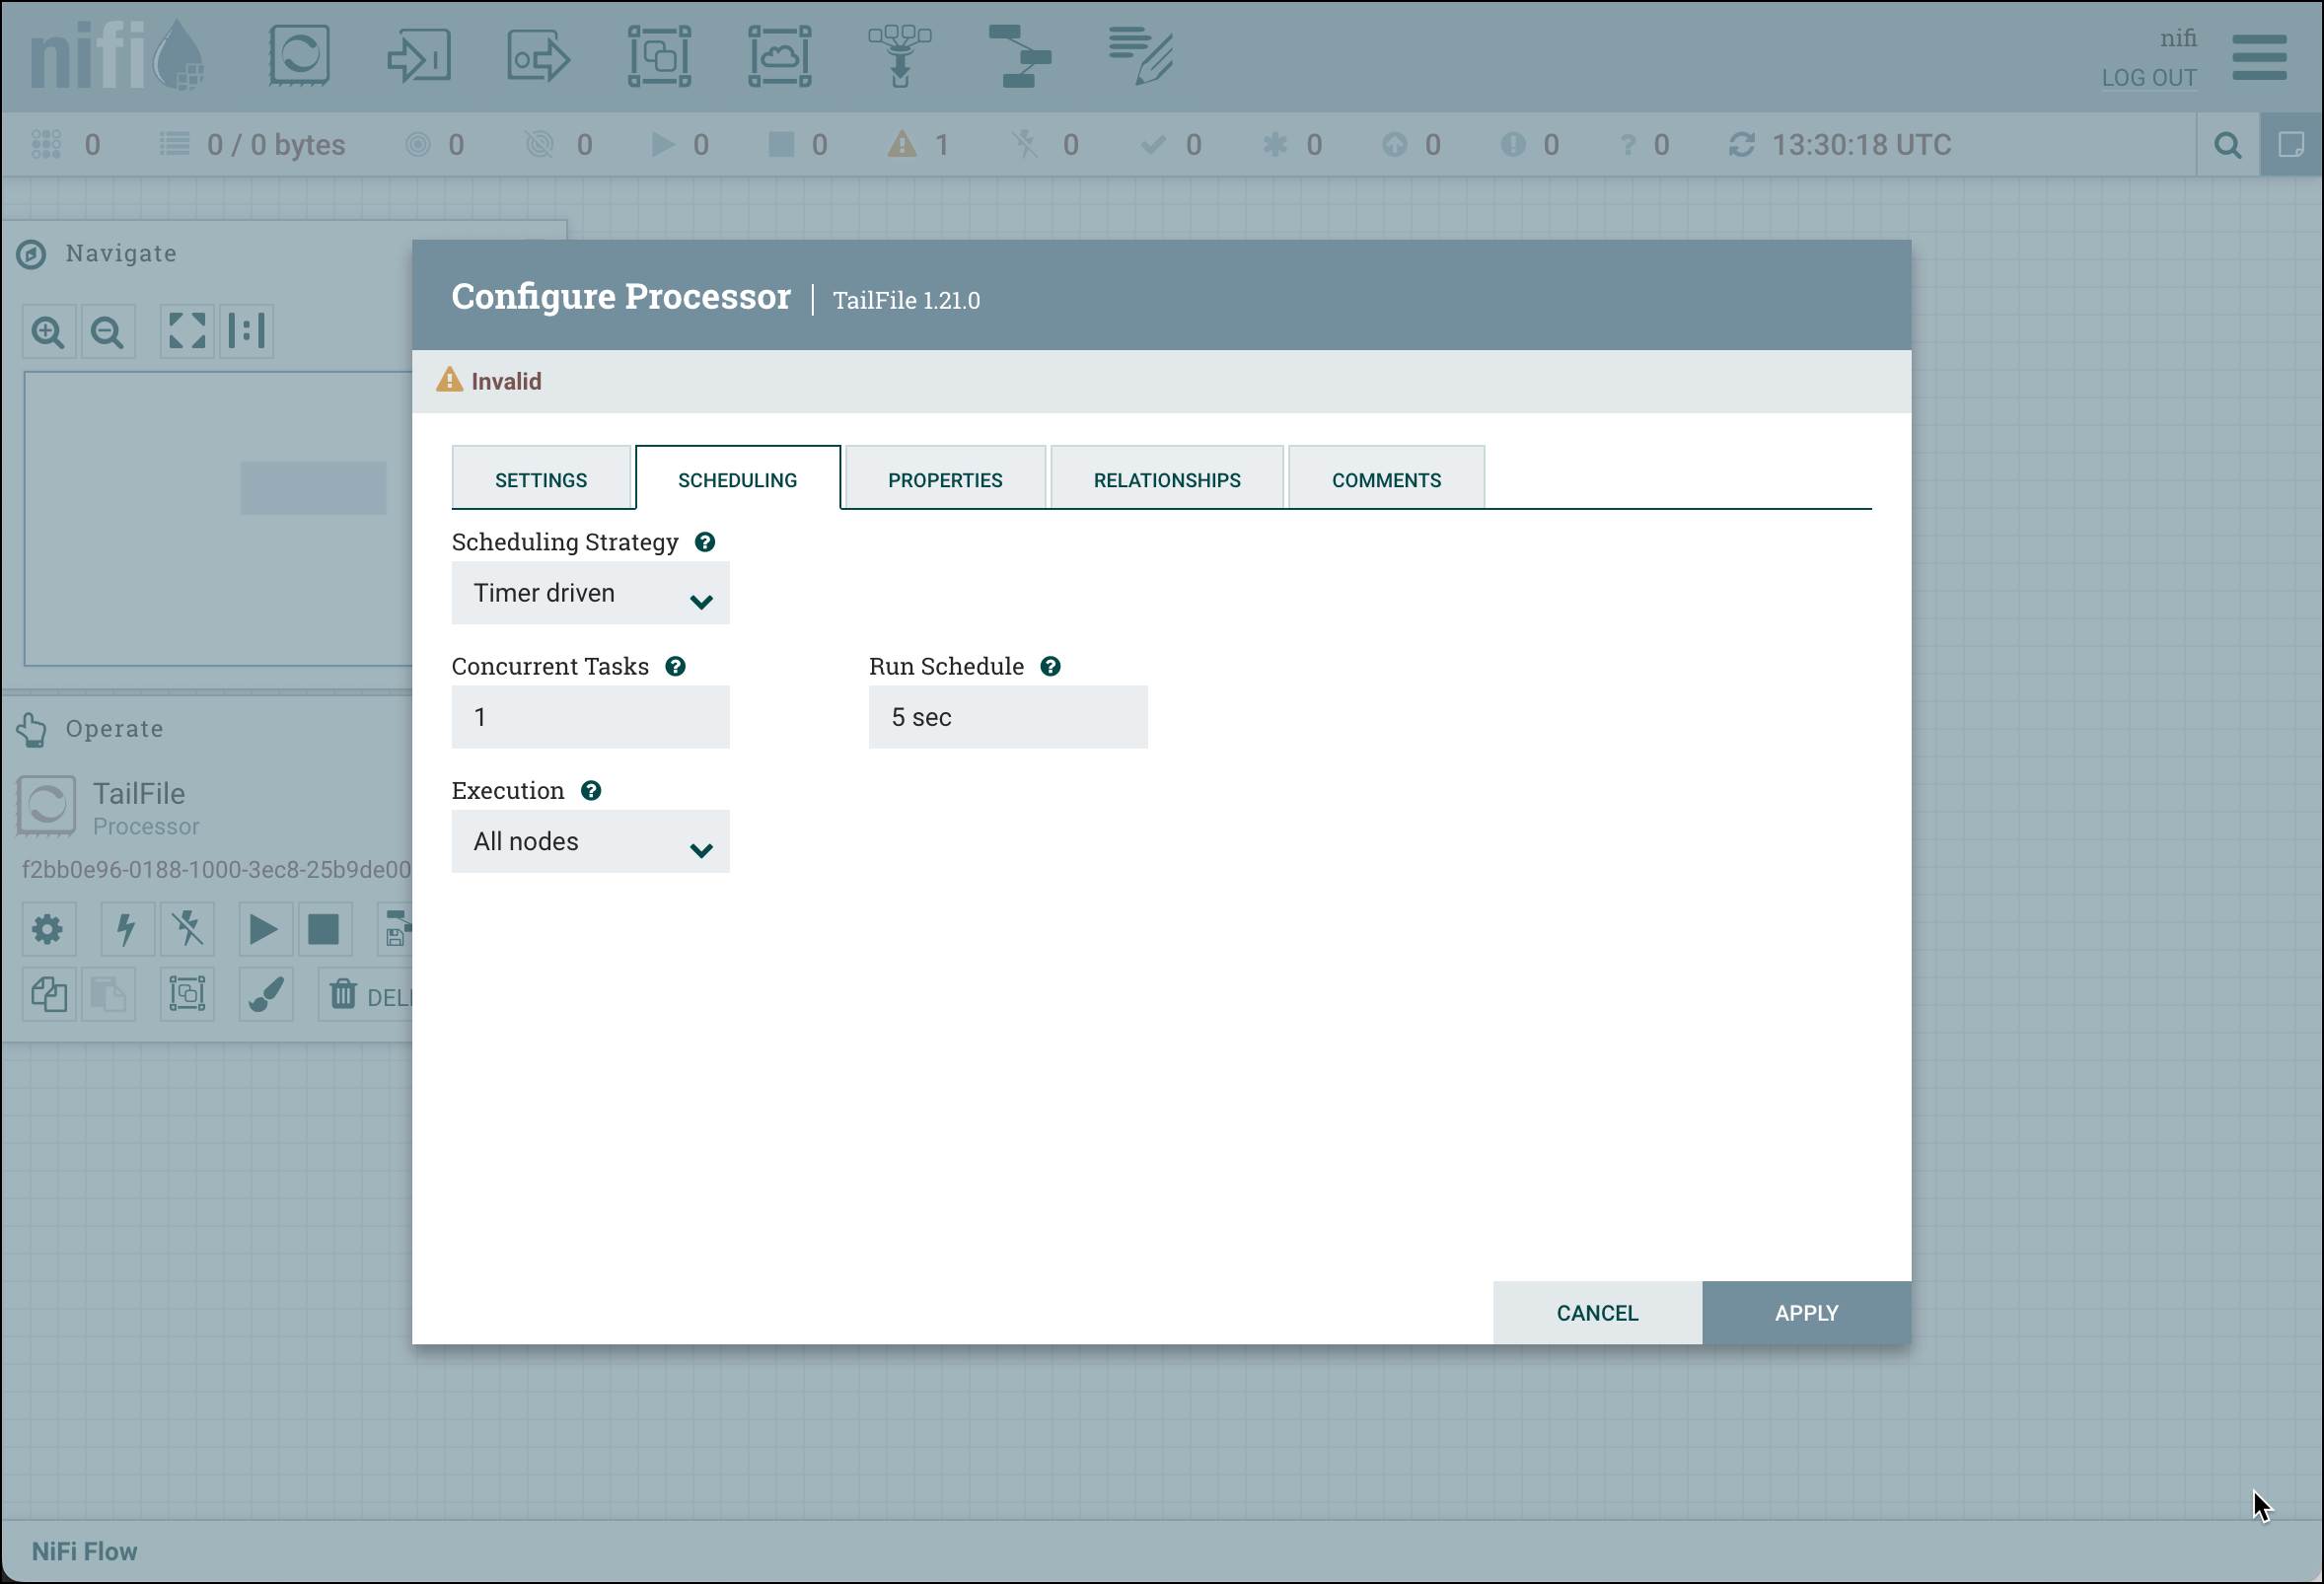 nifi
nifi
LOG OUT
0 0 / 0 bytes 0 0 0 0 1 0 0 0 0 0 ? 0 13:30:18 UTC
Navigate
Configure Processor | TailFile 1.21.0
Invalid
SETTINGS SCHEDULING PROPERTIES RELATIONSHIPS COMMENTS
Scheduling Strategy
Timer driven
Concurrent Tasks Run Schedule
1 5 sec
Execution
All nodes
Operate
TailFile
Processor
f2bb0e96-0188-1000-3ec8-25b9de00
DEL
CANCEL APPLY
NiFi Flow